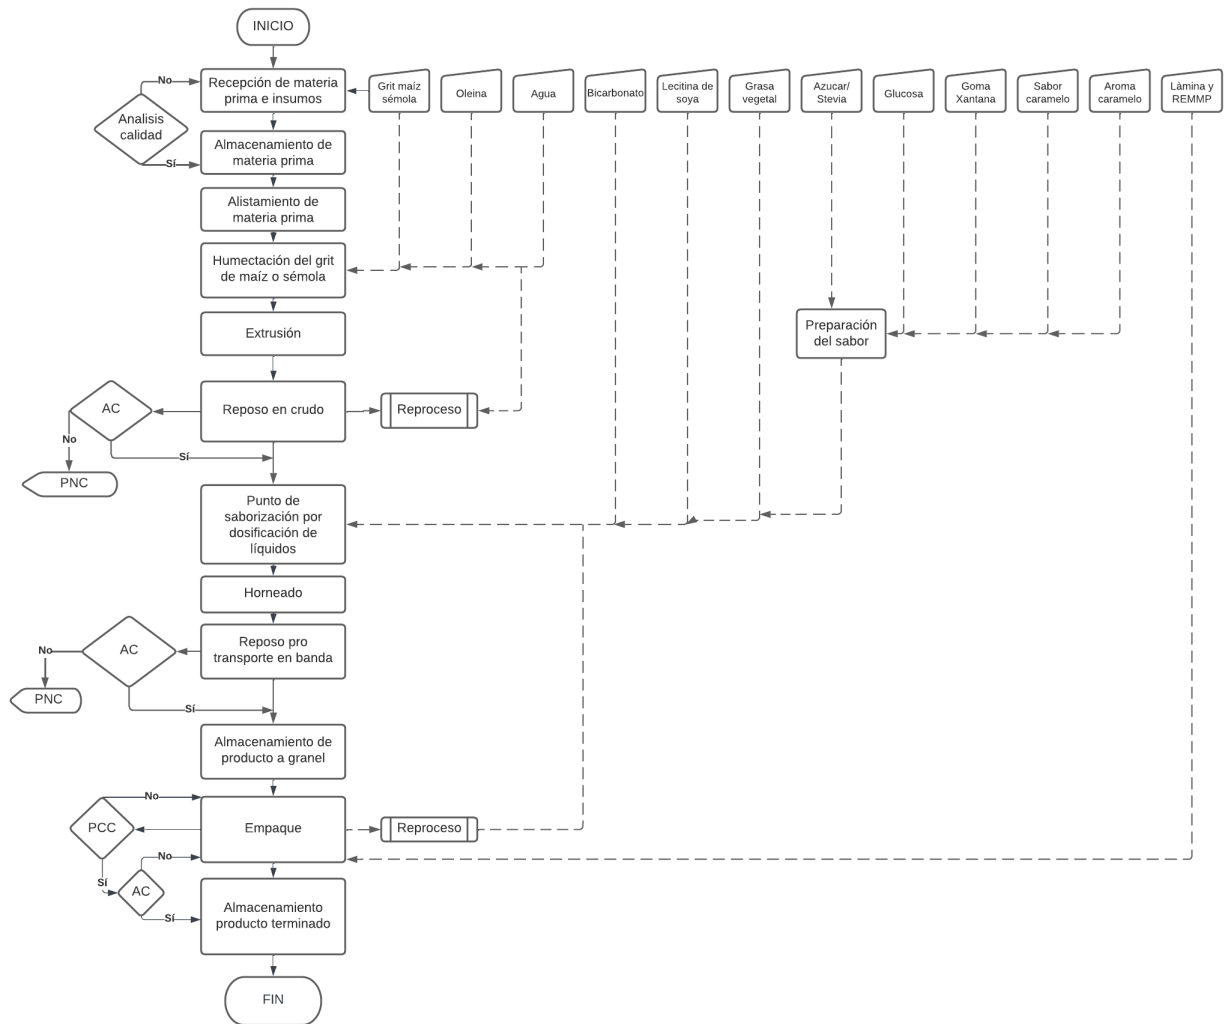 INICIO
No
Recepción de materia
prima e insumos
Grit maíz
sémola
Oleina
Agua
Bicarbonato
Lecitina de
soya
Grasa
vegetal
Azucar/
Stevia
Glucosa
Goma
Xantana
Sabor
caramelo
Aroma
caramelo
Làmina y
REMMP
Analisis
calidad
Almacenamiento de
materia prima
Sí
Alistamiento de
materia prima
Humectación del grit
de maíz o sémola
Extrusión
Preparación
del sabor
AC
Reposo en crudo
Reproceso
No
Sí
PNC
Punto de
saborización por
dosificación de
líquidos
Horneado
AC
No
Reposo pro
transporte en banda
PNC
Sí
Almacenamiento de
producto a granel
No
PCC
Empaque
Reproceso
No
Sí
AC
Sí
Almacenamiento
producto terminado
FIN